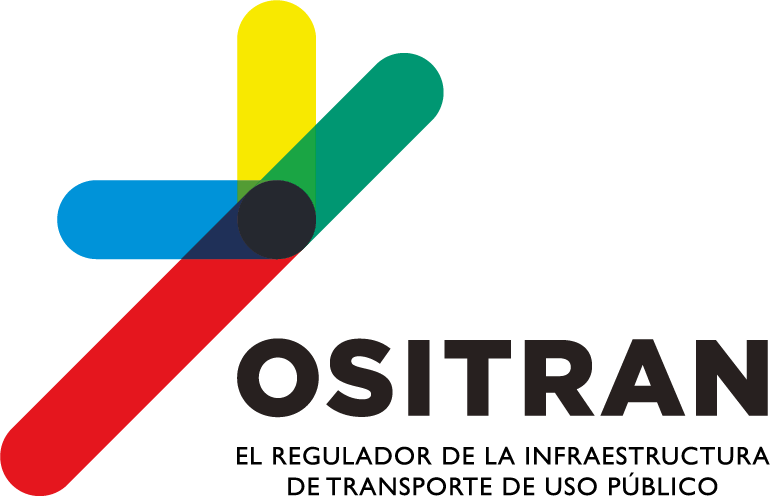 OSITRAN
EL REGULADOR DE LA INFRAESTRUCTURA
DE TRANSPORTE DE USO PÚBLICO